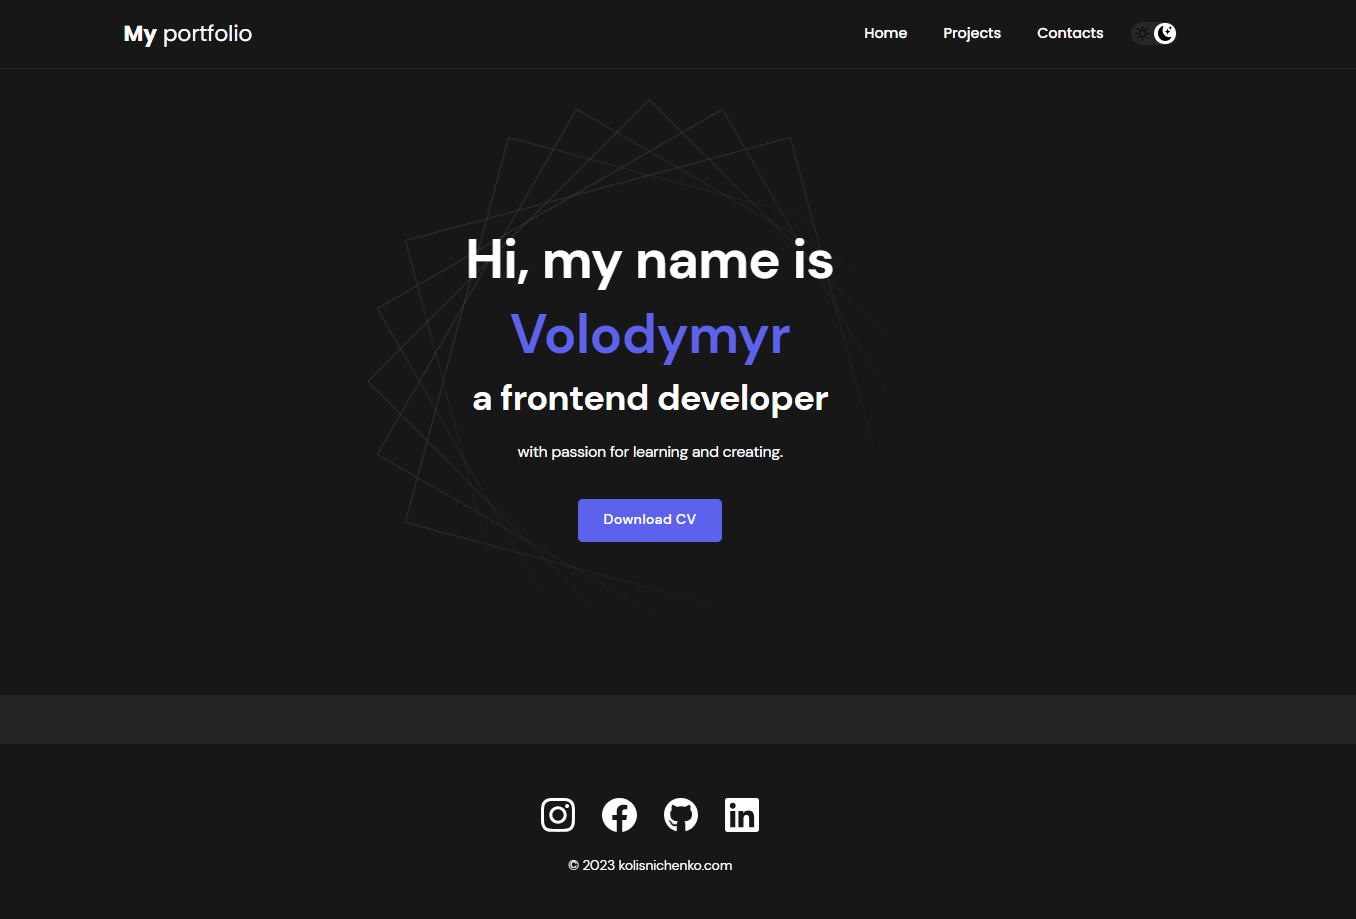 My portfolio
Home Projects Contacts
Hi, my name is
Volodymyr
a frontend developer
with passion for learning and creating.
Download CV
© 2023 kolisnichenko.com